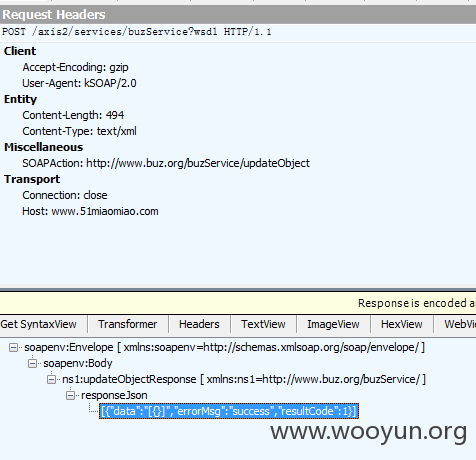 Request Headers
POST /axis2/services/buzService?wsdl HTTP/1.1
Client
Accept-Encoding: gzip
User-Agent: kSOAP/2.0
Entity
Content-Length: 494
Content-Type: text/xml
Miscellaneous
SOAPAction: http://www.buz.org/buzService/updateObject
Transport
Connection: close
Host: www.51miaomiao.com
Response is encoded a
Get SyntaxView Transformer Headers TextView ImageView HexView WebVi
soapenv:Envelope [ xmlns:soapenv=http://schemas.xmlsoap.org/soap/envelope/ ]
soapenv:Body
ns1:updateObjectResponse [ xmlns:ns1=http://www.buz.org/buzService/ ]
responseJson
[{"data":"[{}]","errorMsg":"success","resultCode":1}]
www.wooyun.org